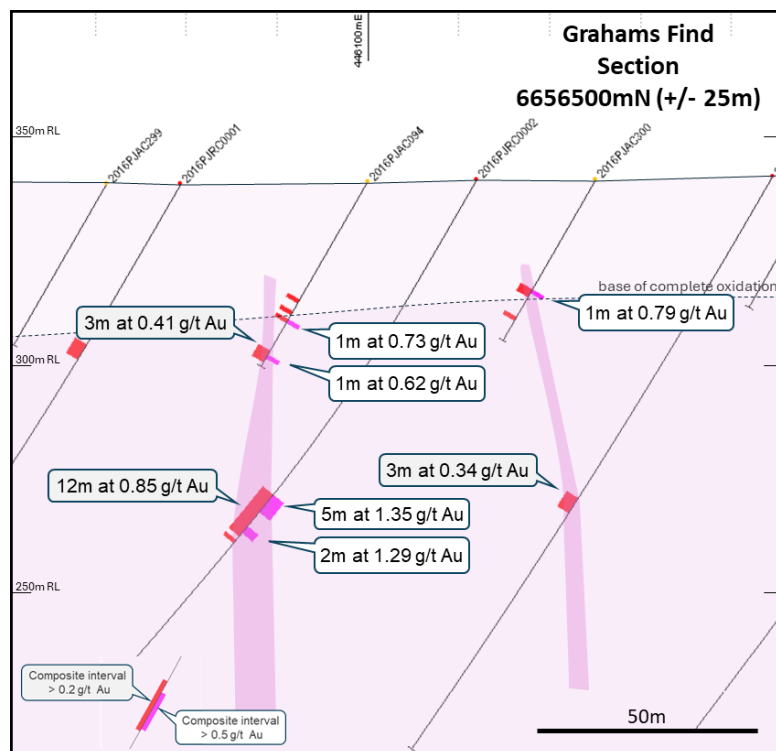 446100mE
Grahams Find
Section
6656500mN (+/- 25m)
350m RL
2016PJAC299
2016PJRC0001
2016PJAC094
2016PJRC0002
2016PJAC300
base of complete oxidation
3m at 0.41 g/t Au
1m at 0.73 g/t Au
1m at 0.79 g/t Au
300m RL
1m at 0.62 g/t Au
12m at 0.85 g/t Au
3m at 0.34 g/t Au
5m at 1.35 g/t Au
2m at 1.29 g/t Au
250m RL
Composite interval
> 0.2 g/t Au
Composite interval
> 0.5 g/t Au
50m